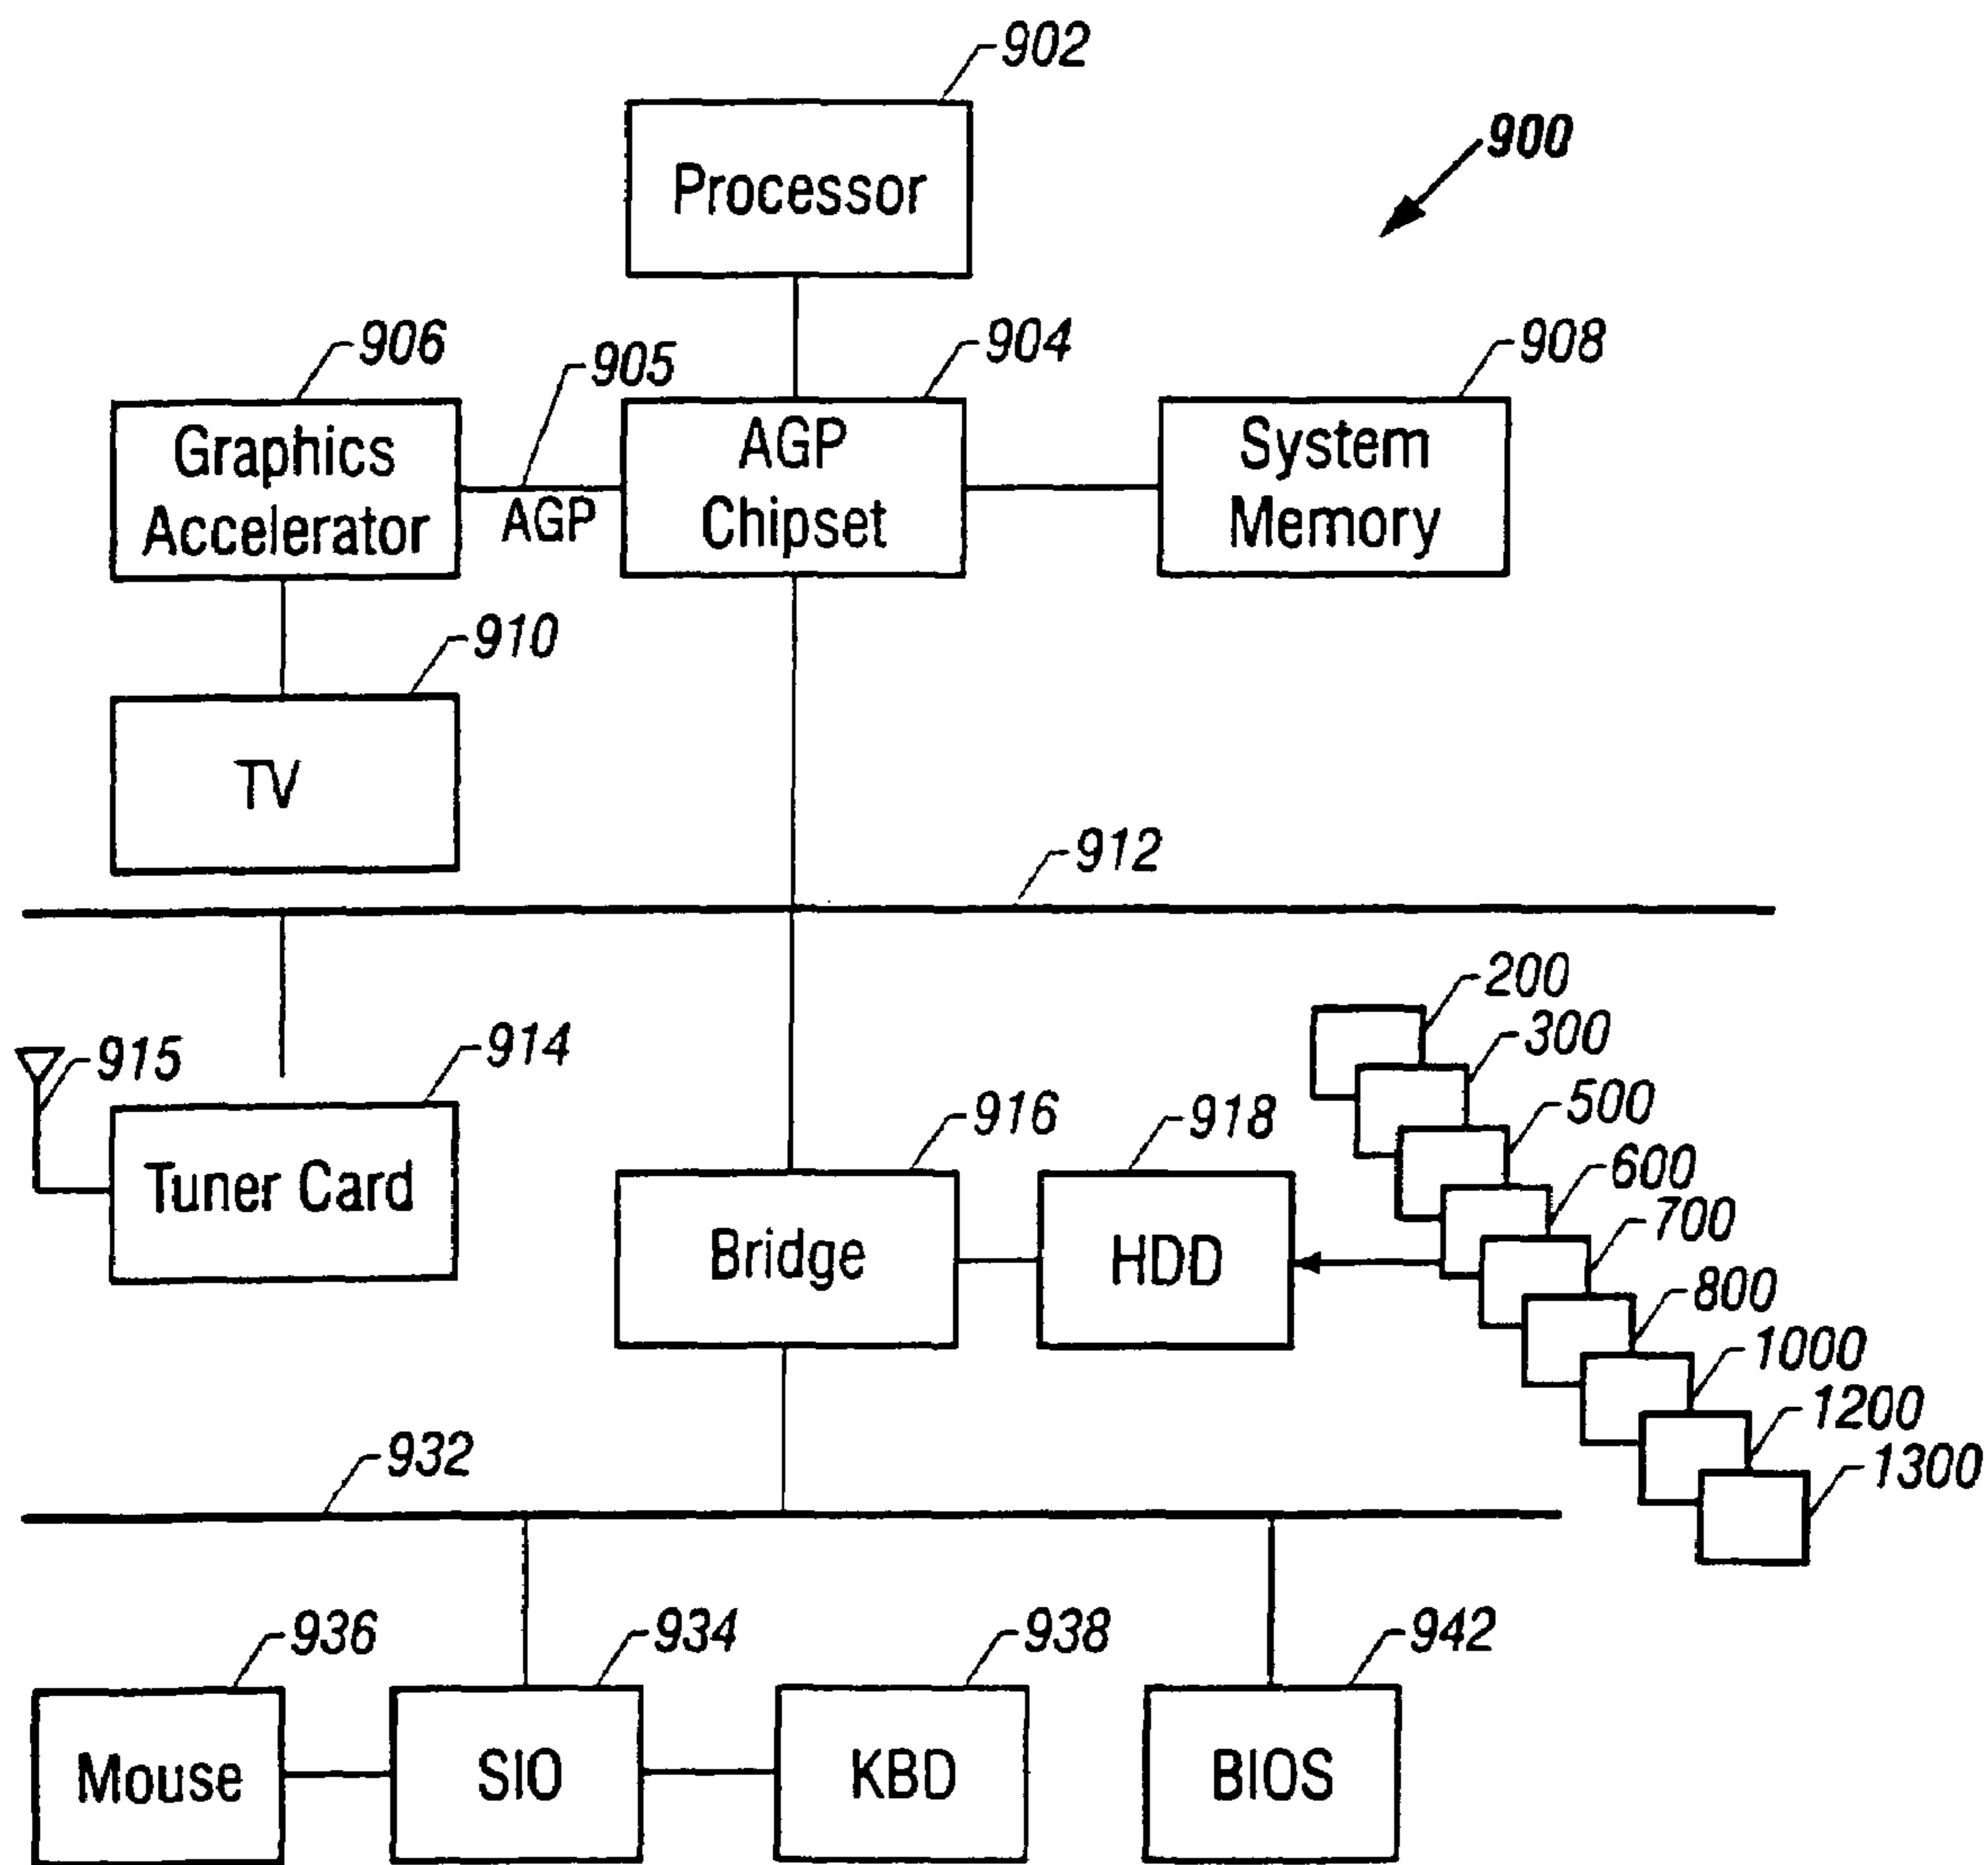 902
Processor
900
906
905
904
908
Graphics
Accelerator
AGP
AGP
Chipset
System
Memory
910
TV
912
200
300
500
600
700
800
1000
1200
1300
915
914
Tuner Card
916
918
Bridge
HDD
932
936
934
938
942
Mouse
SIO
KBD
BIOS